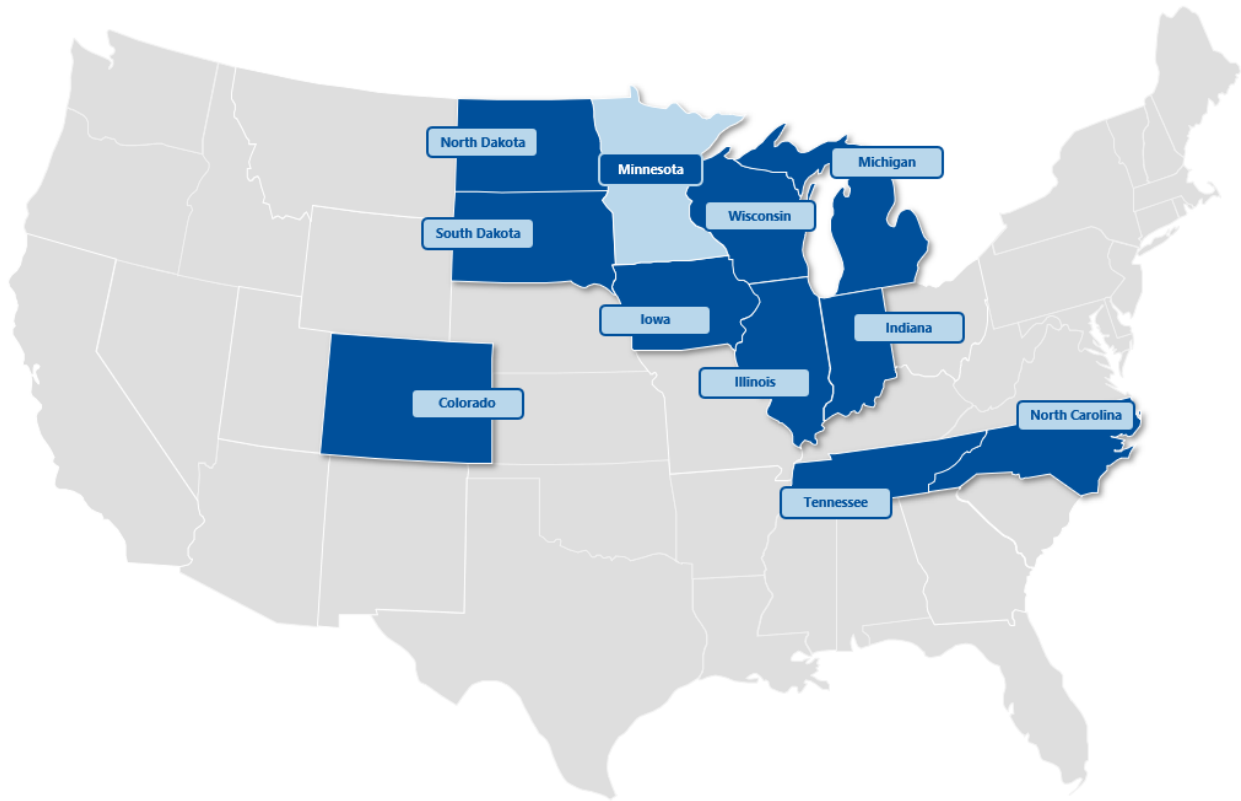 North Dakota
Minnesota
Michigan
Wisconsin
South Dakota
Iowa
Indiana
Illinois
Colorado
North Carolina
Tennessee